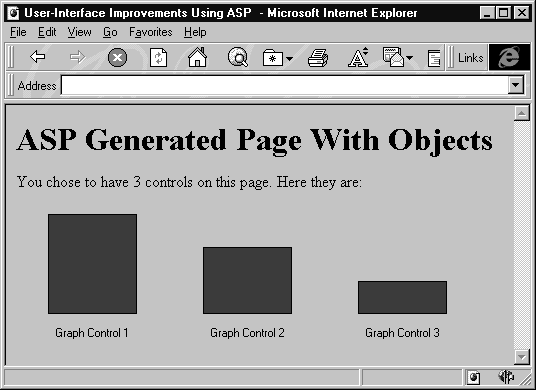 User-Interface Improvements Using ASP - Microsoft Internet Explorer
File Edit View Go Favorites Help
Links
Address
ASP Generated Page With Objects
You chose to have 3 controls on this page. Here they are:
Graph Control 1 Graph Control 2 Graph Control 3